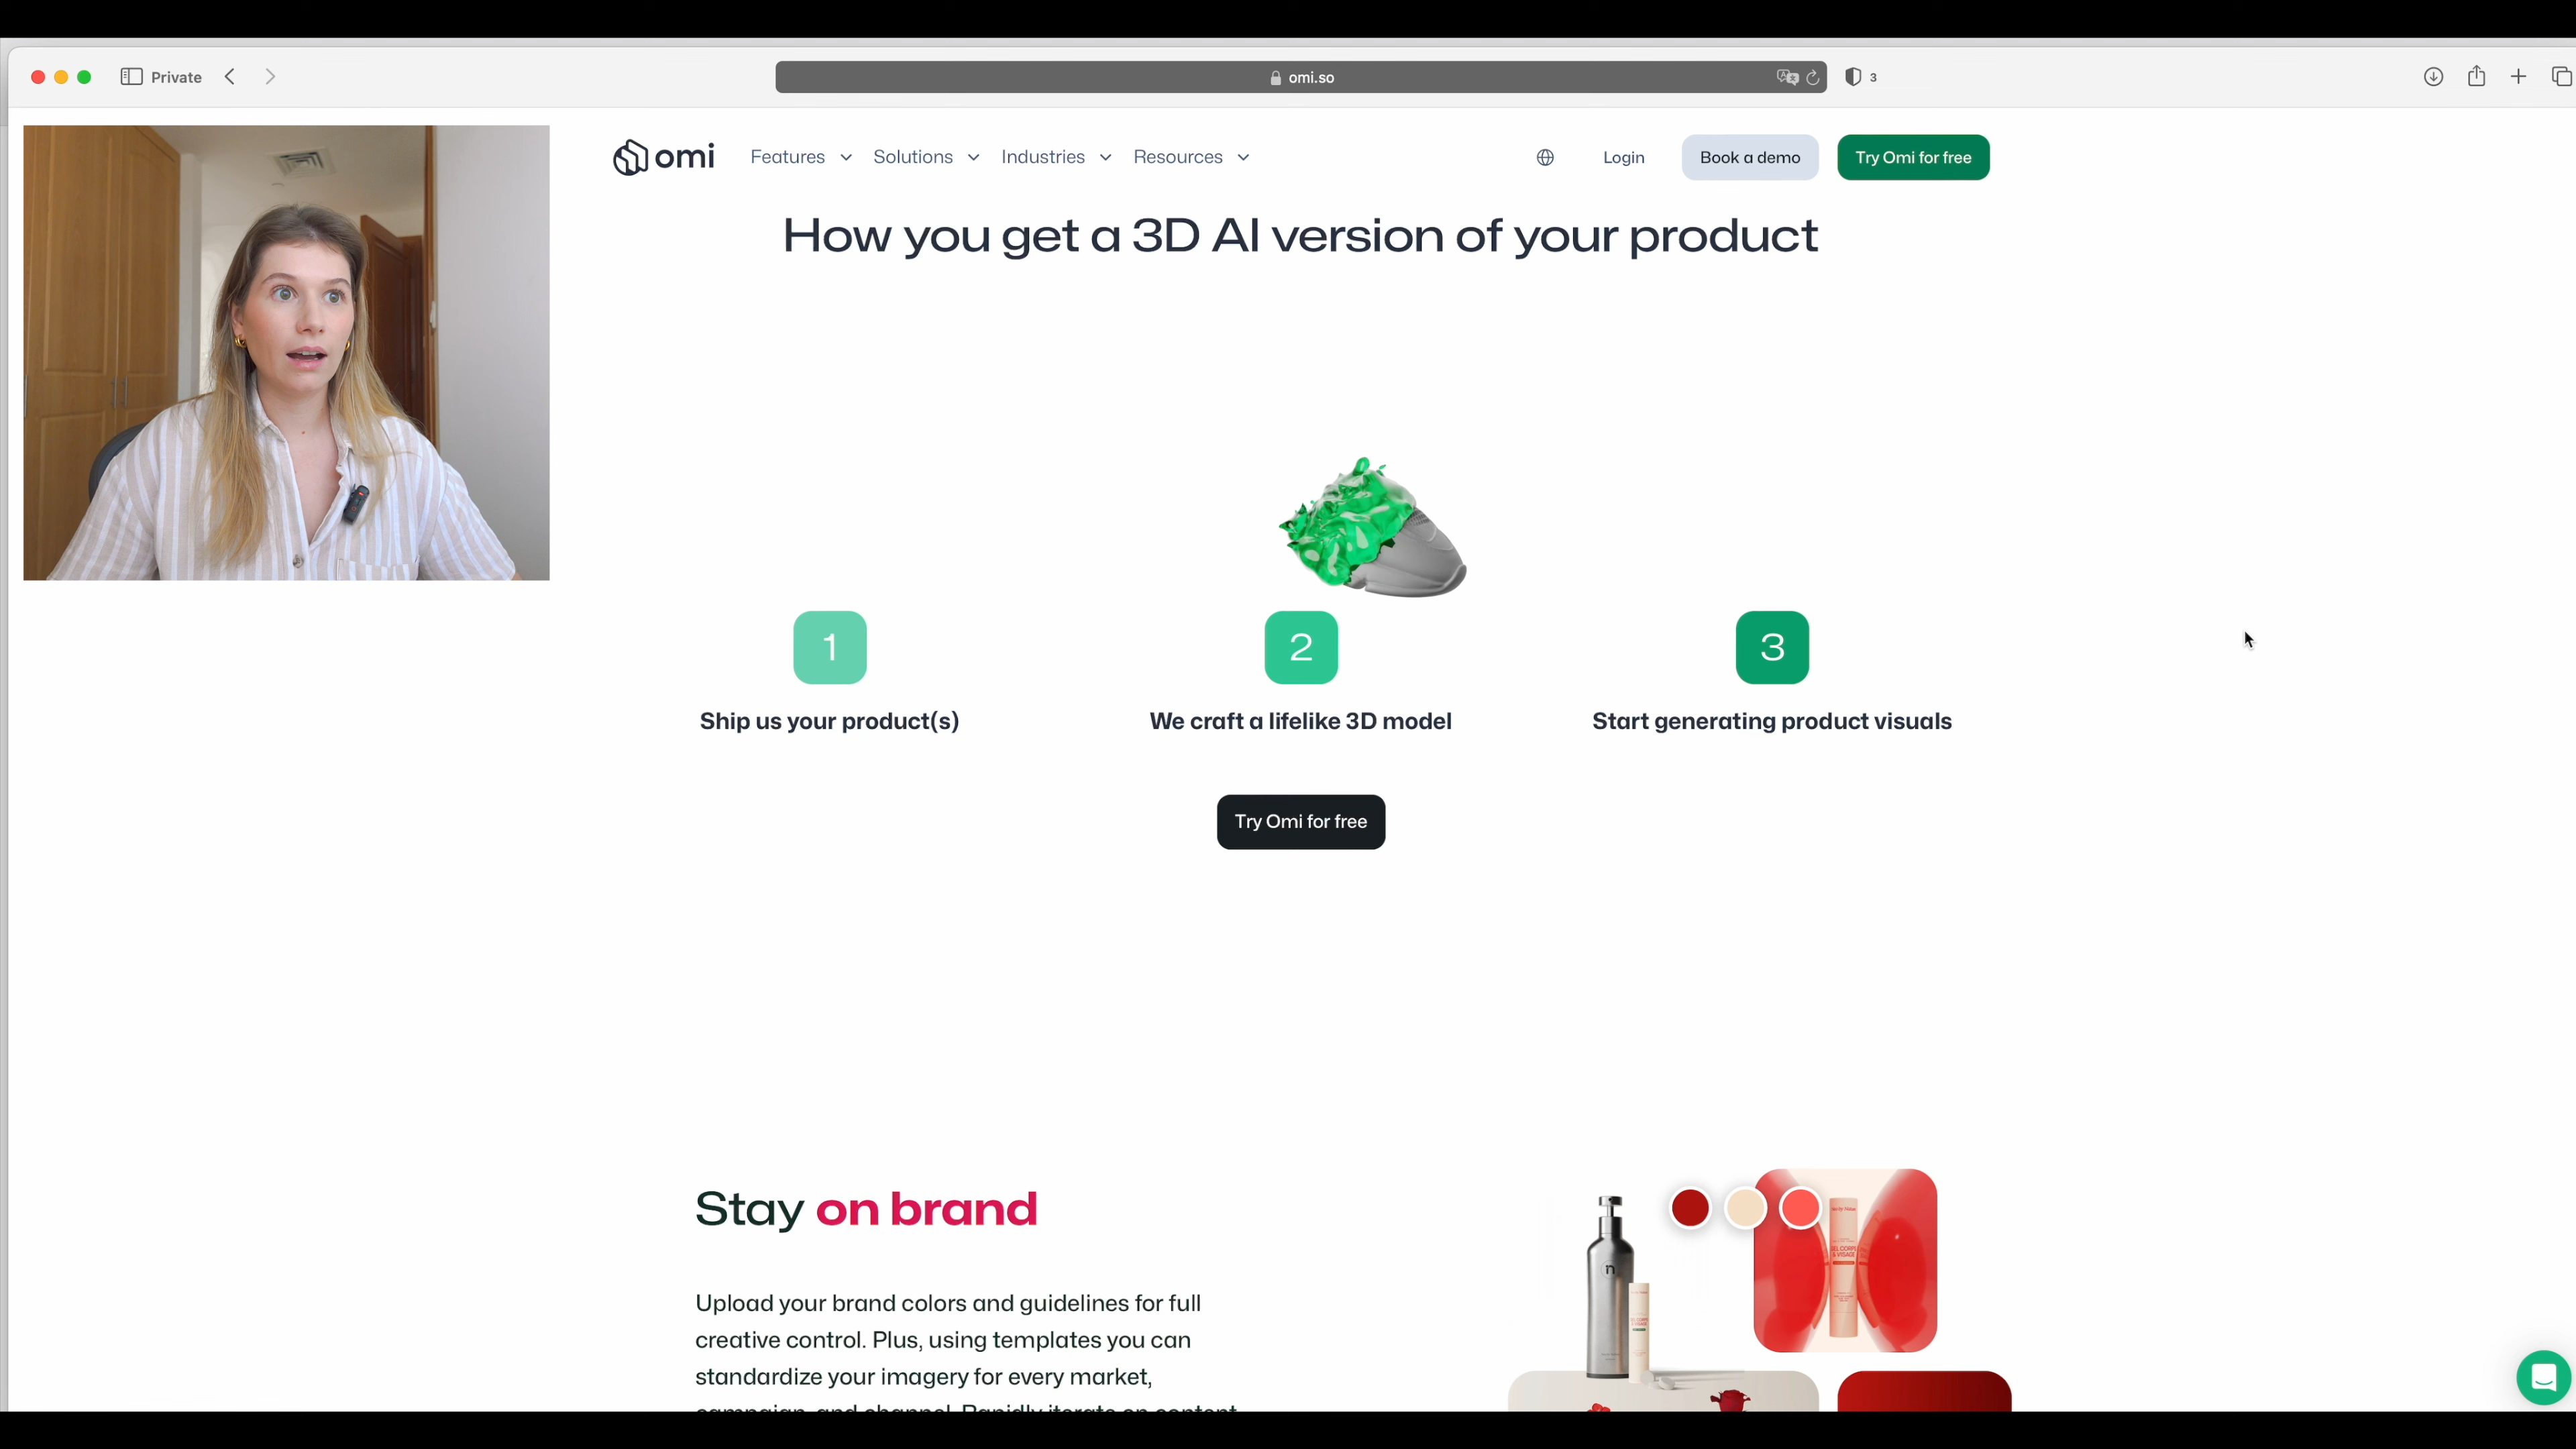 Private
omi.so
3
omi
Features
Solutions
Industries
Resources
Login
Book a demo
Try Omi for free
How you get a 3D AI version of your product
1
2
3
Ship us your product(s)
We craft a lifelike 3D model
Start generating product visuals
Try Omi for free
Stay on brand
n
Upload your brand colors and guidelines for full
creative control. Plus, using templates you can
standardize your imagery for every market,
campaign, and channel. Rapidly iterate on content